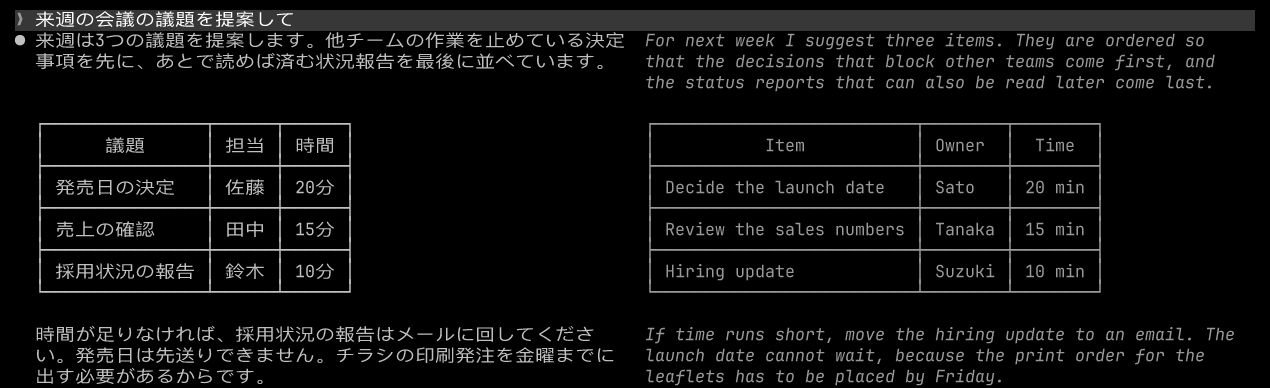 ❯ 来週の会議の議題を提案して
● 来週は3つの議題を提案します。他チームの作業を止めている決定
事項を先に、あとで読めば済む状況報告を最後に並べています。
議題 担当 時間
発売日の決定 佐藤 20分
売上の確認 田中 15分
採用状況の報告 鈴木 10分
時間が足りなければ、採用状況の報告はメールに回してくださ
い。発売日は先送りできません。チラシの印刷発注を金曜までに
出す必要があるからです。
For next week I suggest three items. They are ordered so
that the decisions that block other teams come first, and
the status reports that can also be read later come last.
Item Owner Time
Decide the launch date Sato 20 min
Review the sales numbers Tanaka 15 min
Hiring update Suzuki 10 min
If time runs short, move the hiring update to an email. The
launch date cannot wait, because the print order for the
leaflets has to be placed by Friday.